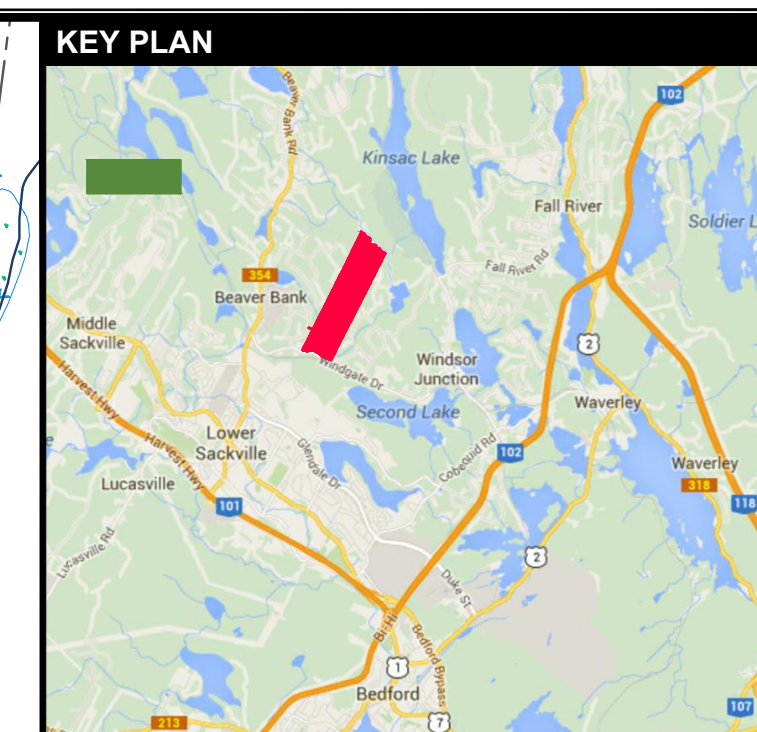 KEY PLAN
102
Beaver Bank Rd
Kinsac Lake
Fall River
Soldier L
Fall River Rd
354
Beaver Bank
Middle
Sackville
2
Windgate Dr
Windsor
Junction
Harvest Hwy
Second Lake
Waverley
Lower
Sackville
Glendale Dr
Cobequid Rd
102
Harvest Hwy
Waverley
318
Lucasville
101
118
Lucasville Rd
2
Duke St
Bi-Hi
Bedford Bypass
1
Bedford
107
213
7